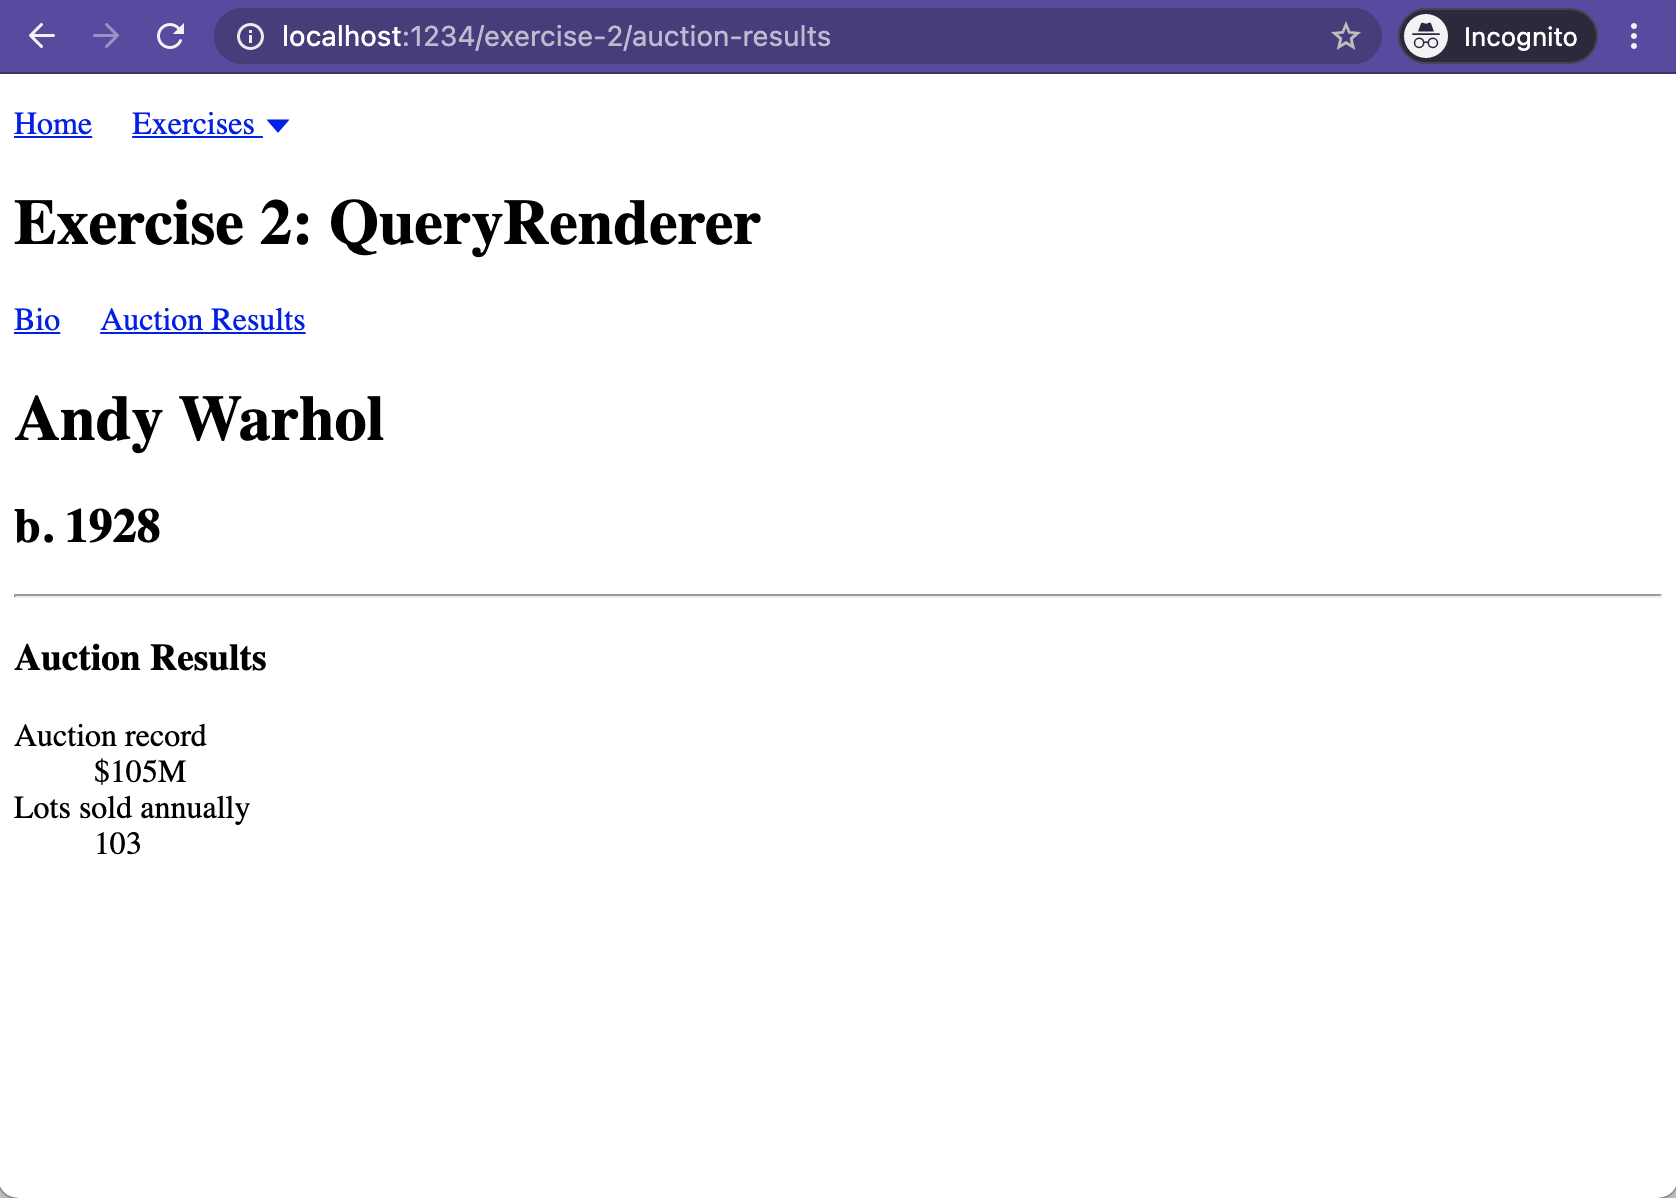 localhost:1234/exercise-2/auction-results
Incognito
Home Exercises
Exercise 2: QueryRenderer
Bio Auction Results
Andy Warhol
b. 1928
Auction Results
Auction record
$105M
Lots sold annually
103